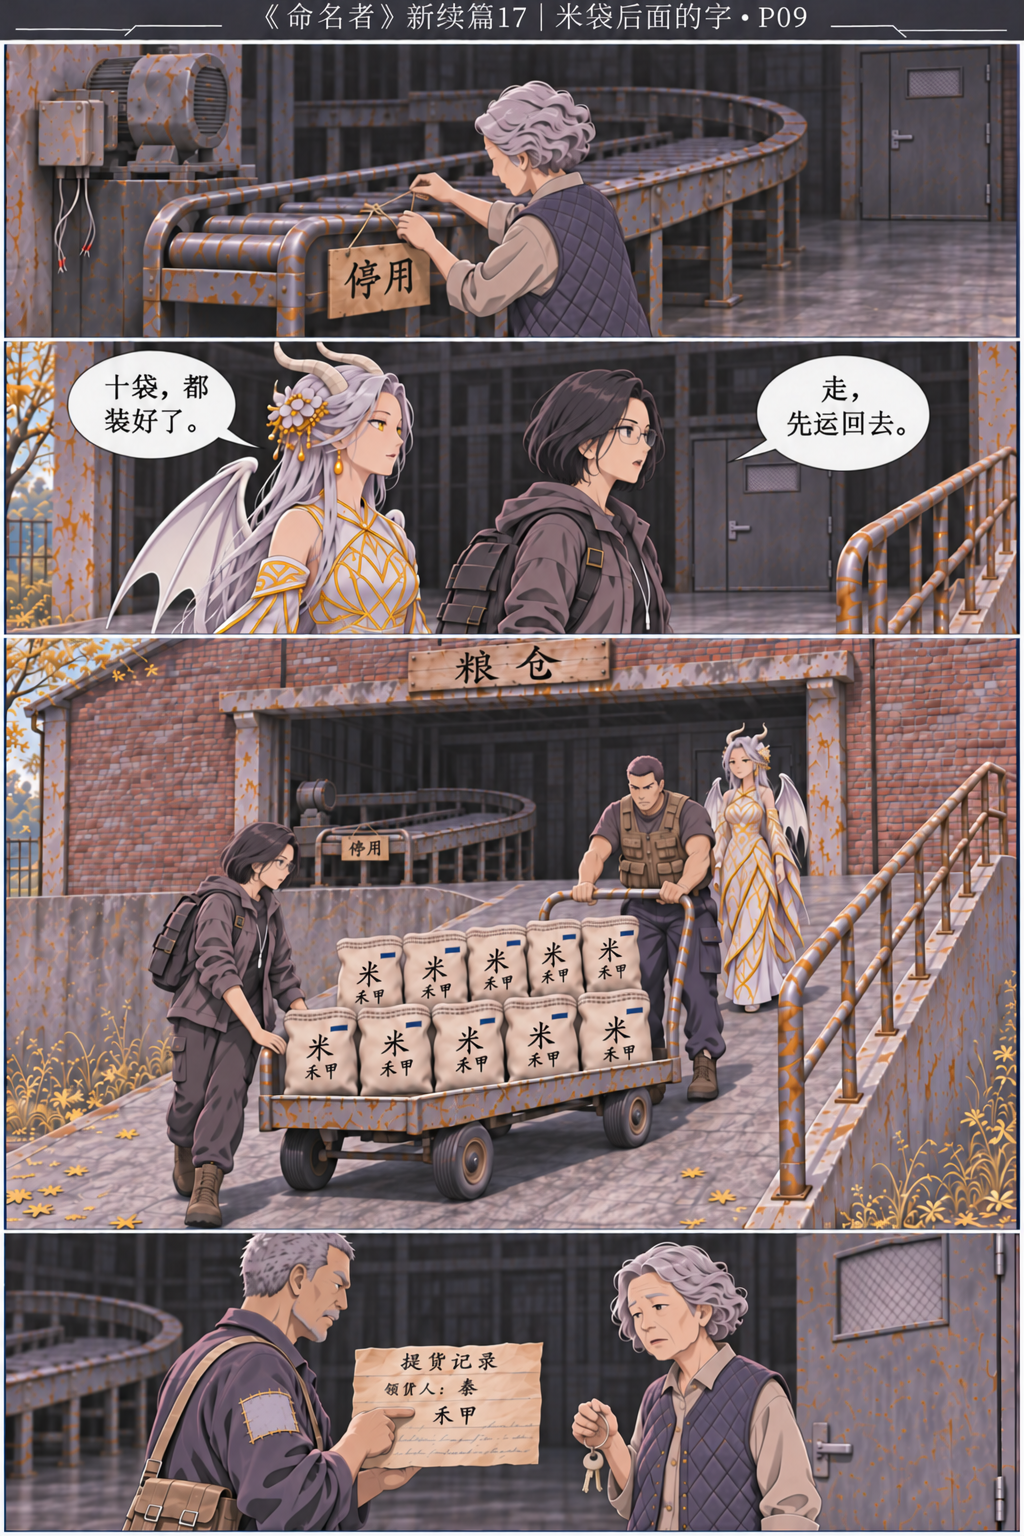 《命名者》新续篇17｜米袋后面的字•P09
停用
十袋，都
装好了。
走，
先运回去。
粮仓
停用
米
禾甲
米
禾甲
米
禾甲
米
禾甲
米
禾甲
米
禾甲
米
禾甲
米
禾甲
米
禾甲
米
禾甲
提货记录
领货人：秦
禾甲